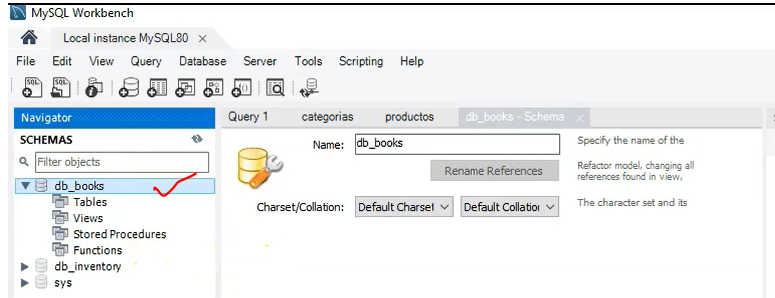 MySQL Workbench
Local instance MySQL80 ×
File Edit View Query Database Server Tools Scripting Help
SQL SQL
Navigator
Query 1 categorias productos db_books - Schema ×
SCHEMAS
Name: db_books
Specify the name of the
Filter objects
Rename References
Refactor model, changing all
references found in view,
db_books
Tables
Charset/Collation: Default Charset Default Collation
The character set and its
Views
Stored Procedures
Functions
db_inventory
sys